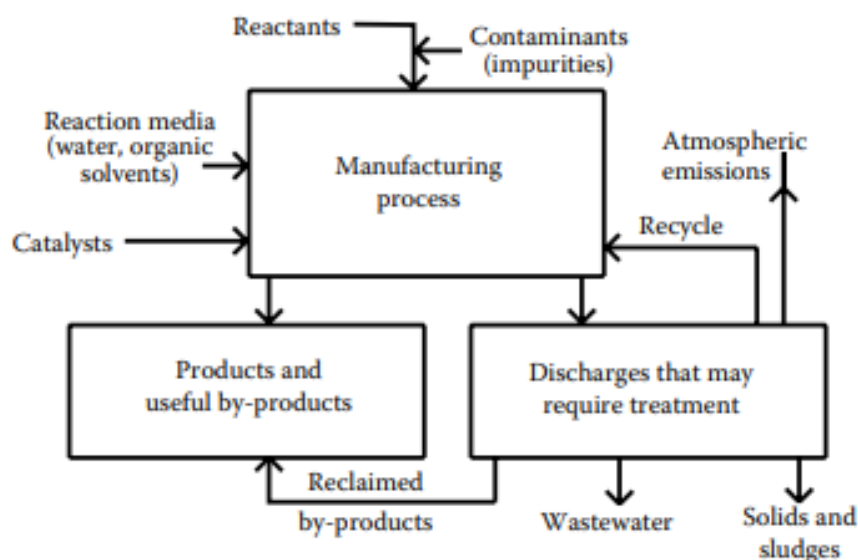 Reactants
Contaminants
(impurities)
Reaction media
(water, organic
solvents)
Manufacturing
process
Atmospheric
emissions
Catalysts
Recycle
Products and
useful by-products
Discharges that may
require treatment
Reclaimed
by-products
Wastewater
Solids and
sludges